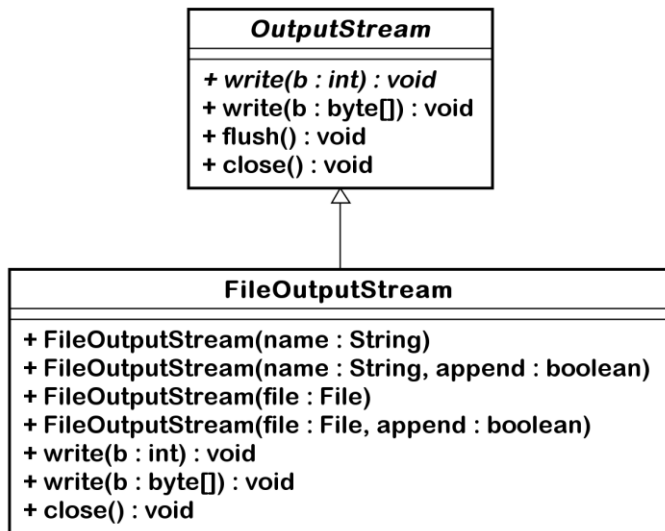 OutputStream
+ write(b : int) : void
+ write(b : byte[]) : void
+ flush() : void
+ close() : void
FileOutputStream
+ FileOutputStream(name : String)
+ FileOutputStream(name : String, append : boolean)
+ FileOutputStream(file : File)
+ FileOutputStream(file : File, append : boolean)
+ write(b : int) : void
+ write(b : byte[]) : void
+ close() : void